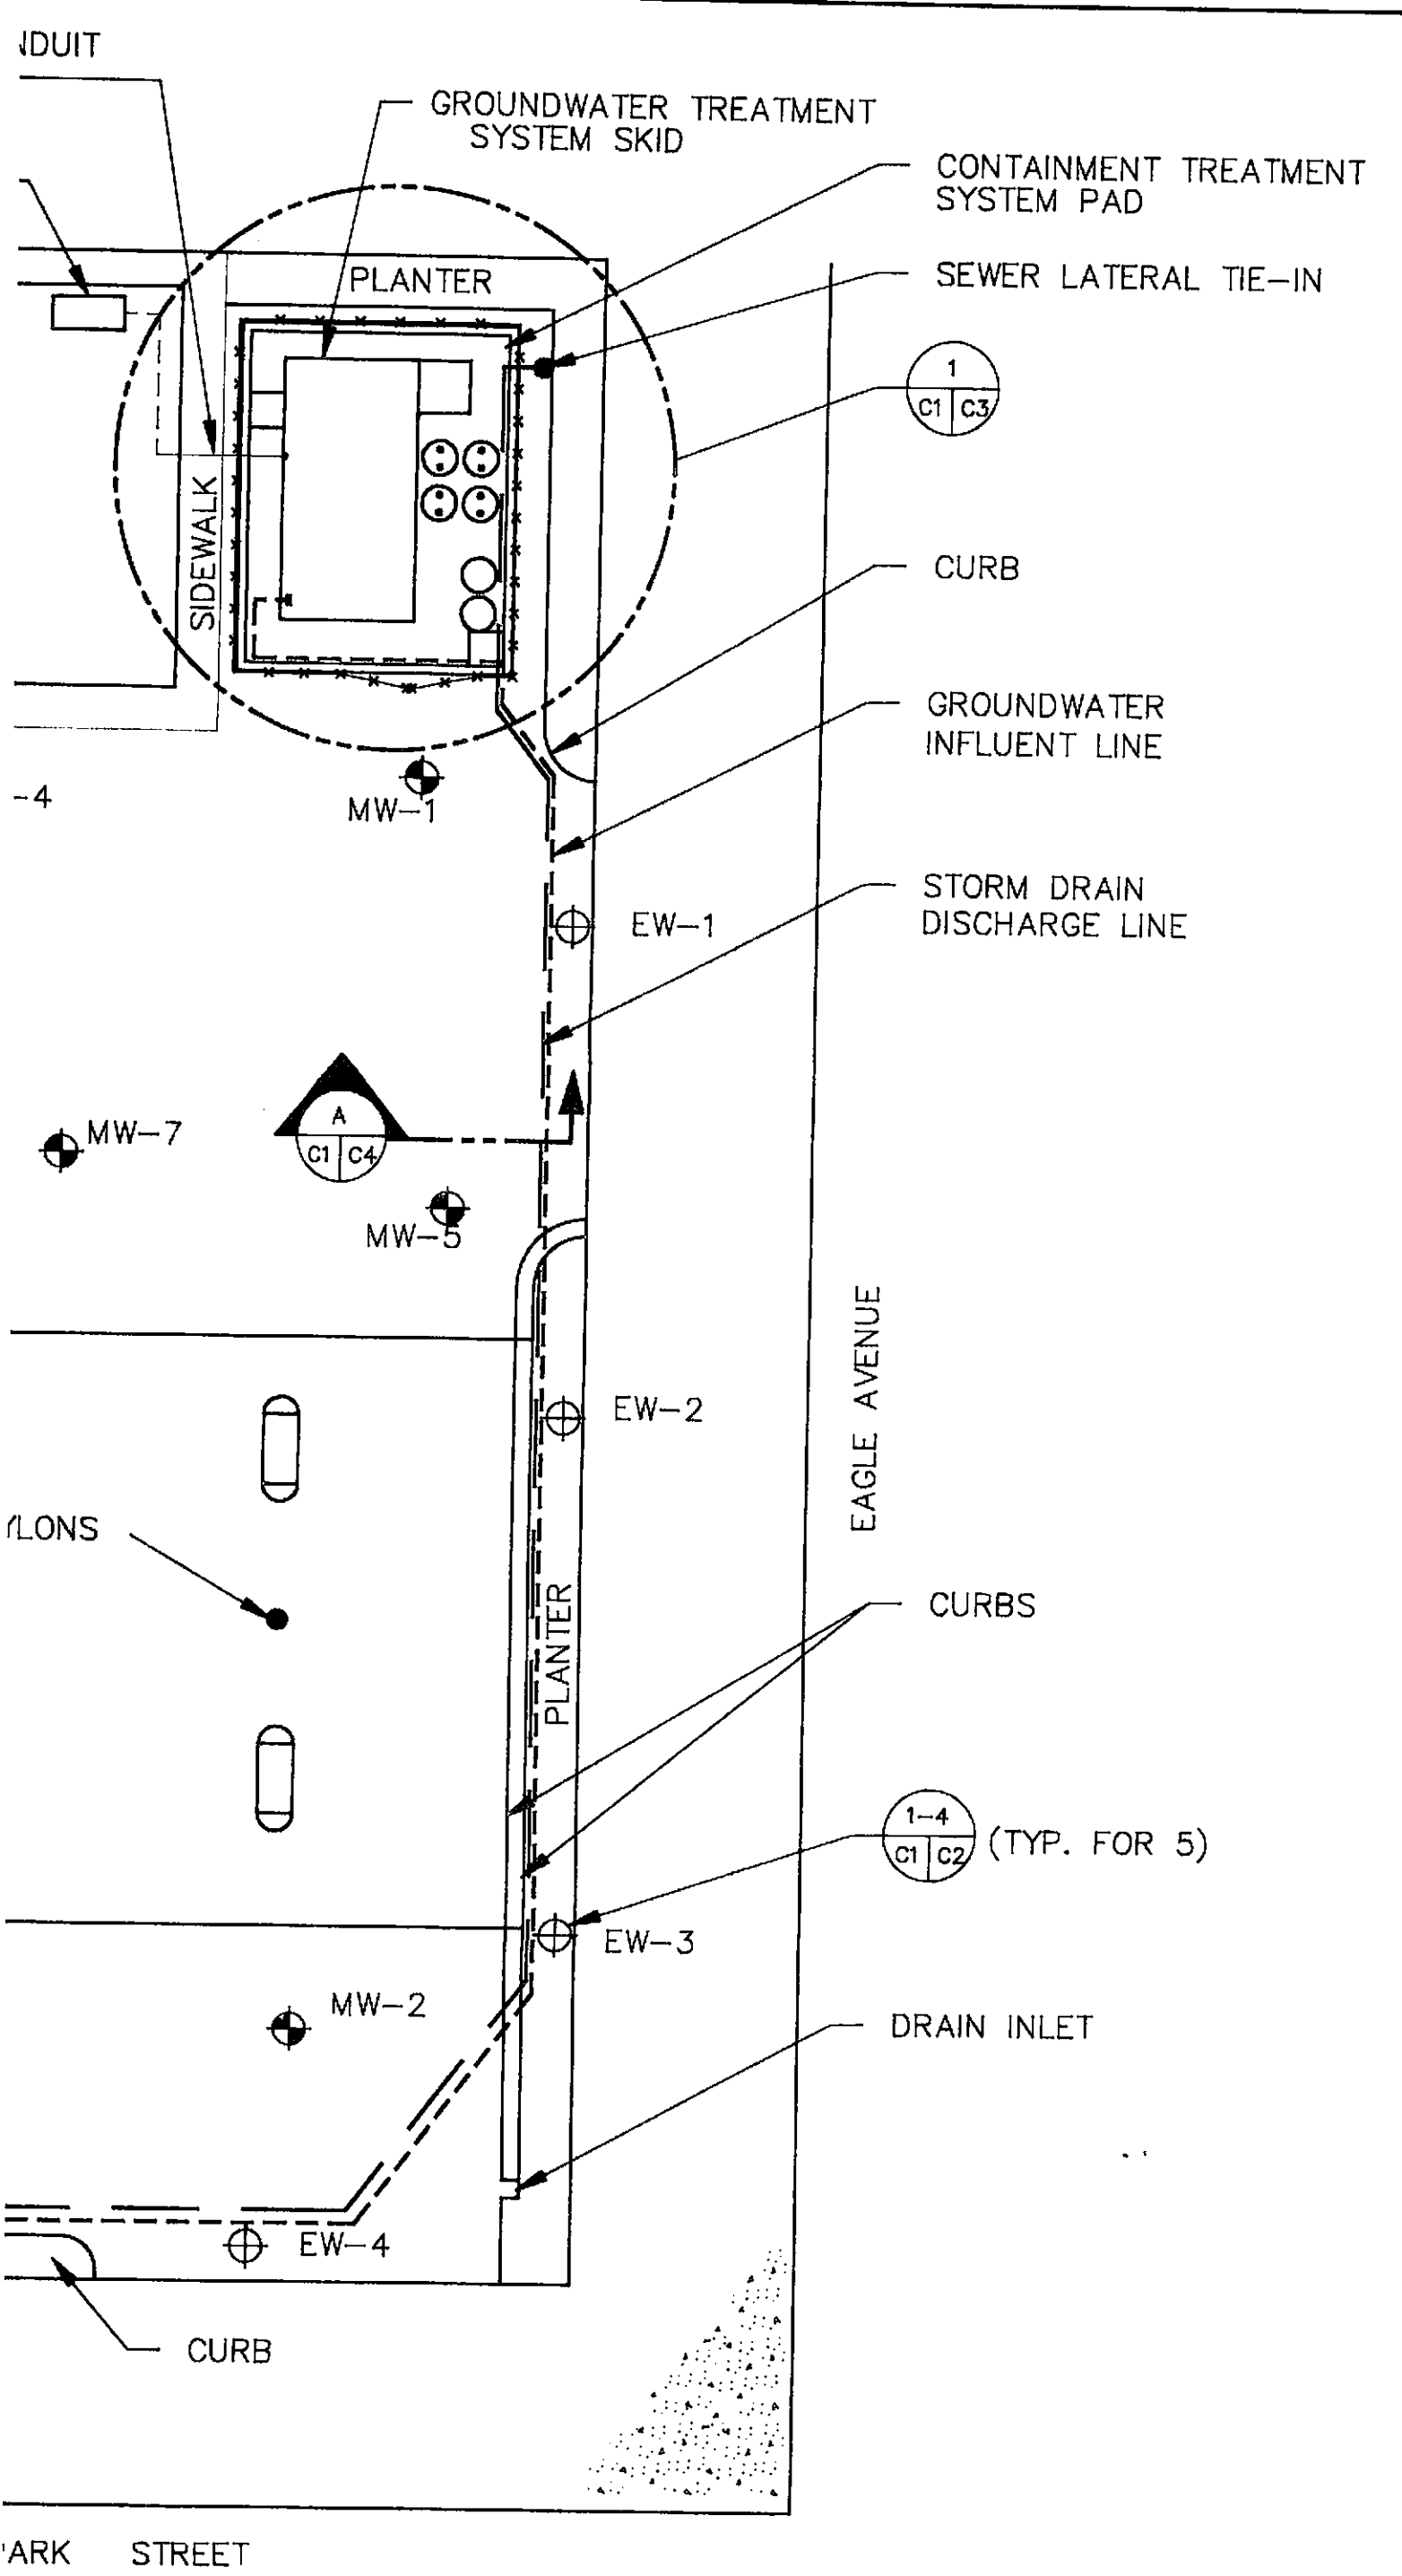 NDUIT
GROUNDWATER TREATMENT
SYSTEM SKID
CONTAINMENT TREATMENT
SYSTEM PAD
PLANTER
SEWER LATERAL TIE-IN
1
C1 C3
SIDEWALK
CURB
GROUNDWATER
INFLUENT LINE
-4
MW-1
STORM DRAIN
DISCHARGE LINE
EW-1
A
C1 C4
MW-7
MW-5
EAGLE AVENUE
EW-2
YLONS
PLANTER
CURBS
1-4
C1 C2
(TYP. FOR 5)
EW-3
MW-2
DRAIN INLET
EW-4
CURB
PARK STREET